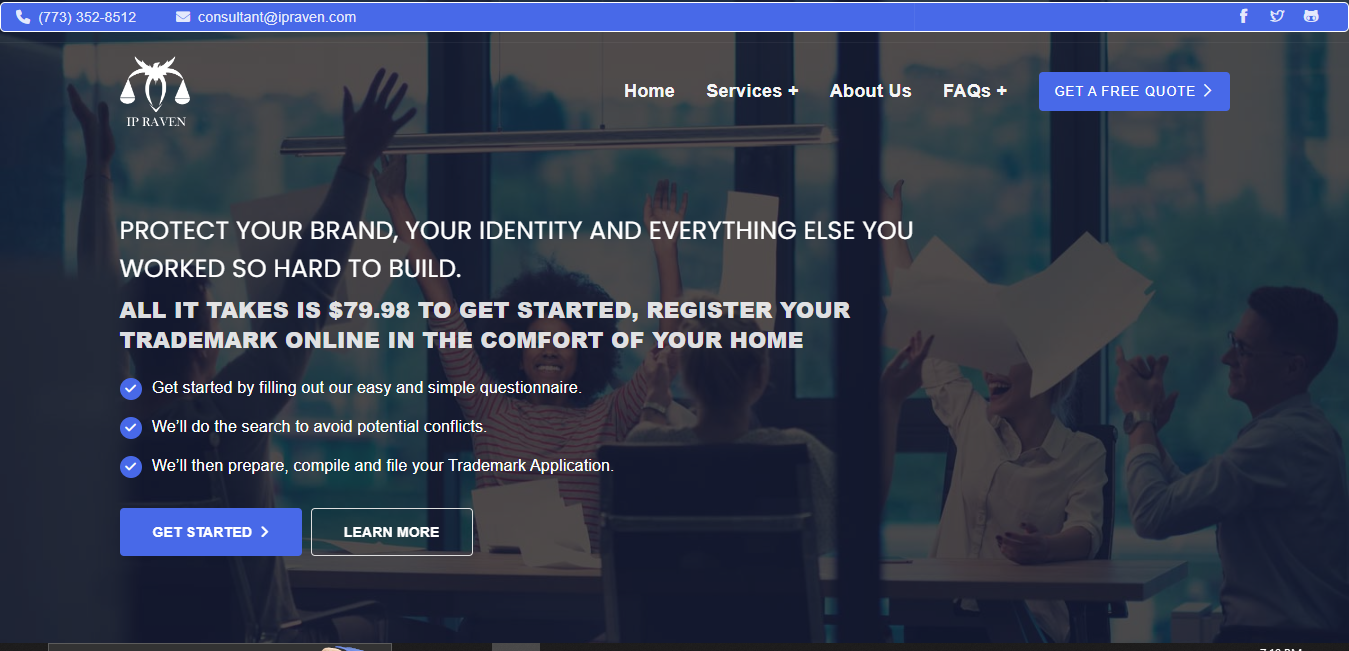 (773) 352-8512 consultant@ipraven.com
IP RAVEN
Home Services + About Us FAQs + GET A FREE QUOTE
PROTECT YOUR BRAND, YOUR IDENTITY AND EVERYTHING ELSE YOU
WORKED SO HARD TO BUILD.
ALL IT TAKES IS $79.98 TO GET STARTED, REGISTER YOUR
TRADEMARK ONLINE IN THE COMFORT OF YOUR HOME
Get started by filling out our easy and simple questionnaire.
We’ll do the search to avoid potential conflicts.
We’ll then prepare, compile and file your Trademark Application.
GET STARTED LEARN MORE